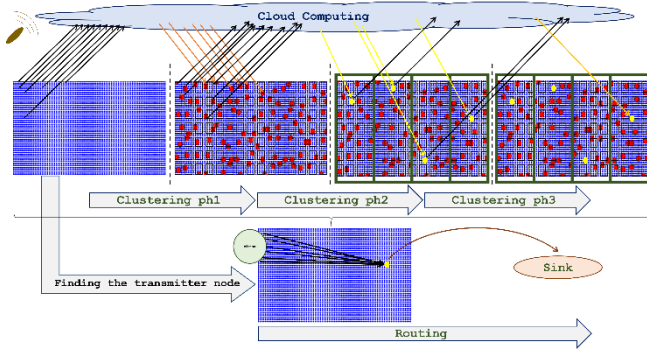 Cloud Computing
Clustering ph1
Clustering ph2
Clustering ph3
Finding the transmitter node
Sink
Routing